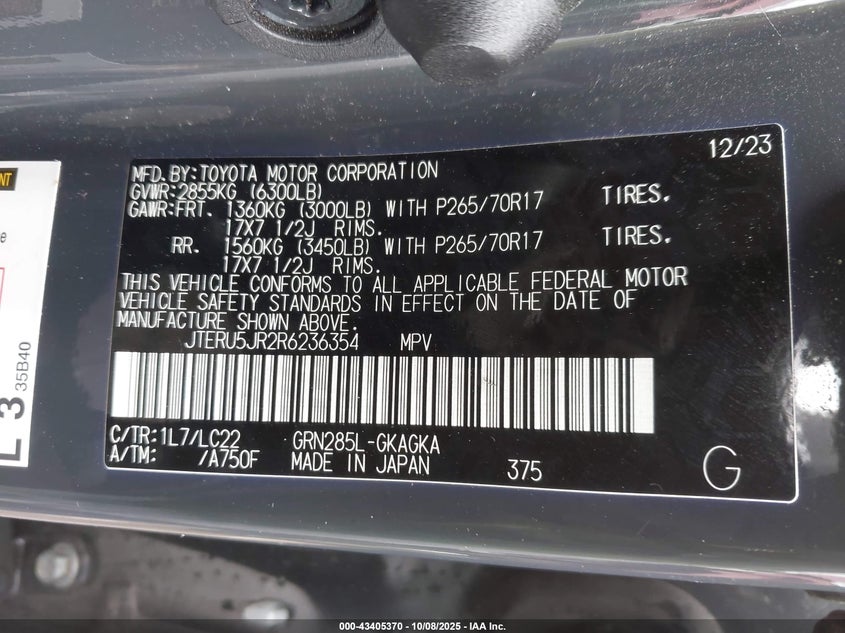 12/23
MFD.BY:TOYOTA MOTOR CORPORATION
GVWR:2855KG (6300LB)
GAWR:FRT. 1360KG (3000LB) WITH P265/70R17 TIRES.
17X7 1/2J RIMS.
RR. 1560KG (3450LB) WITH P265/70R17 TIRES.
17X7 1/2J RIMS.
THIS VEHICLE CONFORMS TO ALL APPLICABLE FEDERAL MOTOR
VEHICLE SAFETY STANDARDS IN EFFECT ON THE DATE OF
MANUFACTURE SHOWN ABOVE.
JTERU5JR2R6236354 MPV
C/TR:1L7/LC22 GRN285L-GKAGKA
A/TM: /A750F MADE IN JAPAN 375
G
NT
e
L 3
35B40
000-43405370 - 10/08/2025 - IAA Inc.